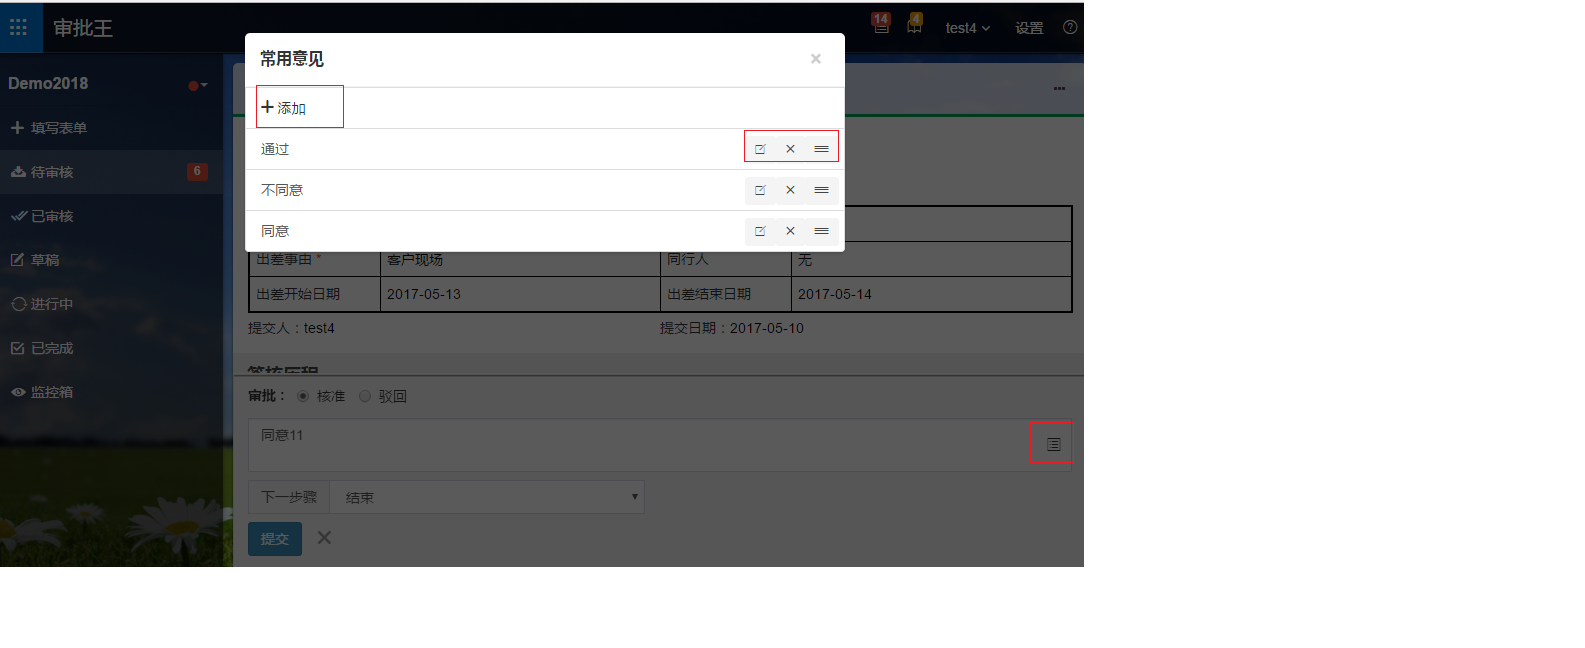 审批王
14
4
test4
设置
Demo2018
填写表单
待审核 6
已审核
草稿
进行中
已完成
监控箱
常用意见 ×
添加
通过
不同意
同意
出差事由 * 客户现场 同行人 无
出差开始日期 2017-05-13 出差结束日期 2017-05-14
提交人：test4 提交日期：2017-05-10
签核历程
审批： 核准 驳回
同意11
下一步骤 结束
提交